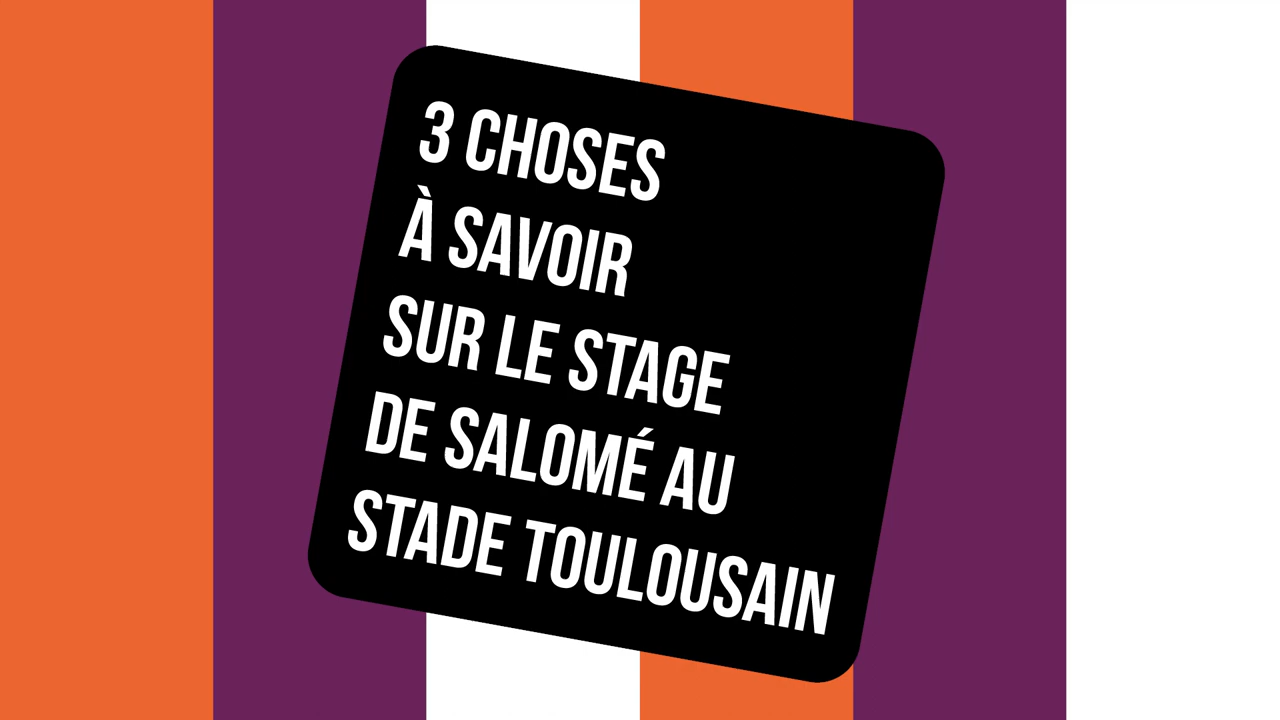 3 CHOSES
À SAVOIR
SUR LE STAGE
DE SALOMÉ AU
STADE TOULOUSAIN